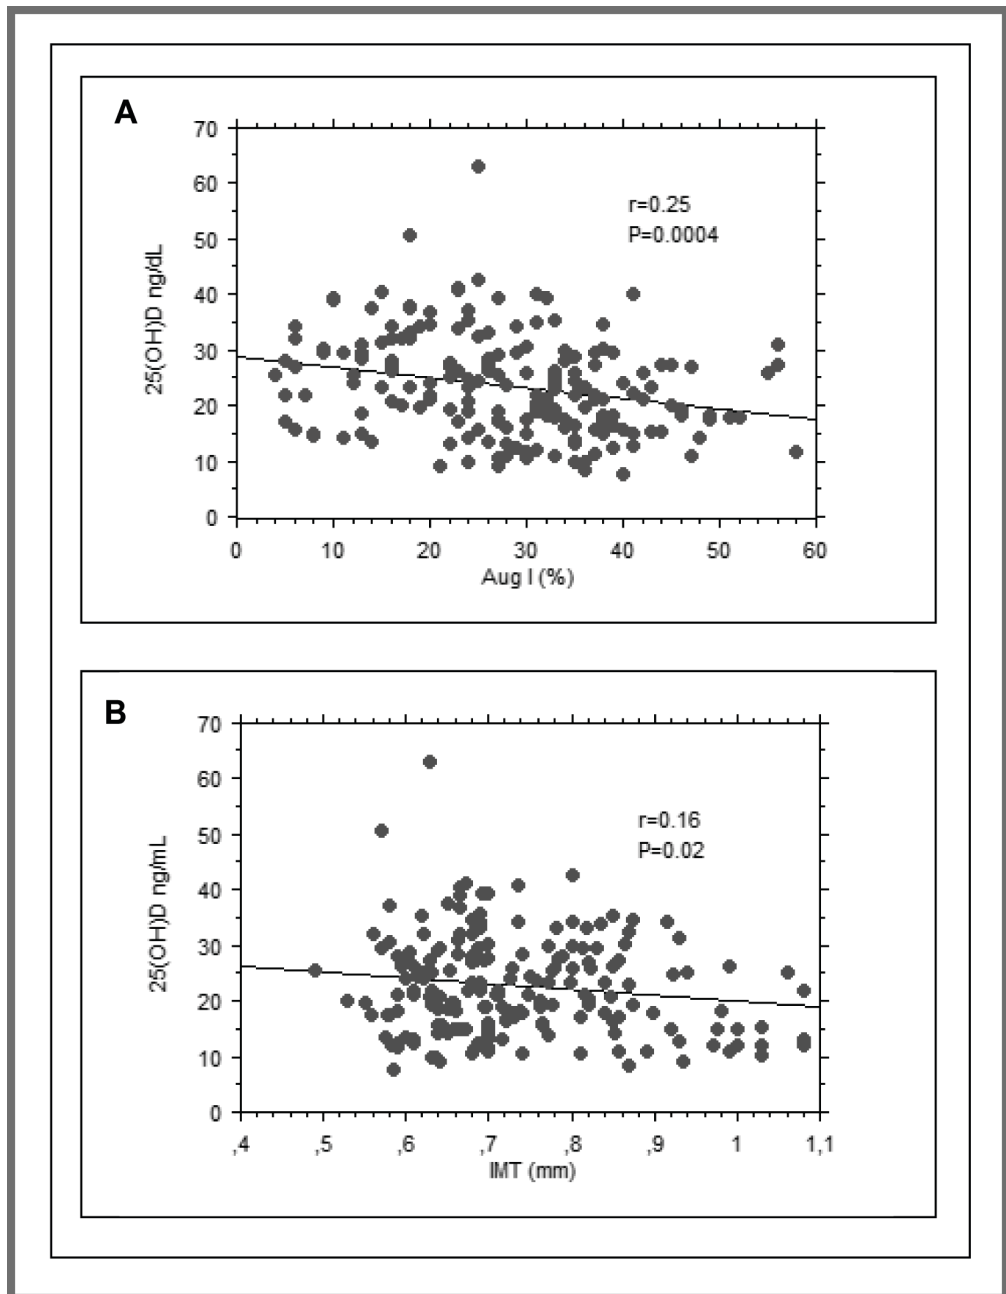 A
25(OH)D ng/dL
70
60
50
40
30
20
10
0
r=0.25
P=0.0004
0 10 20 30 40 50 60
Aug I (%)
B
25(OH)D ng/mL
70
60
50
40
30
20
10
0
r=0.16
P=0.02
,4 ,5 ,6 ,7 ,8 ,9 1 1,1
IMT (mm)